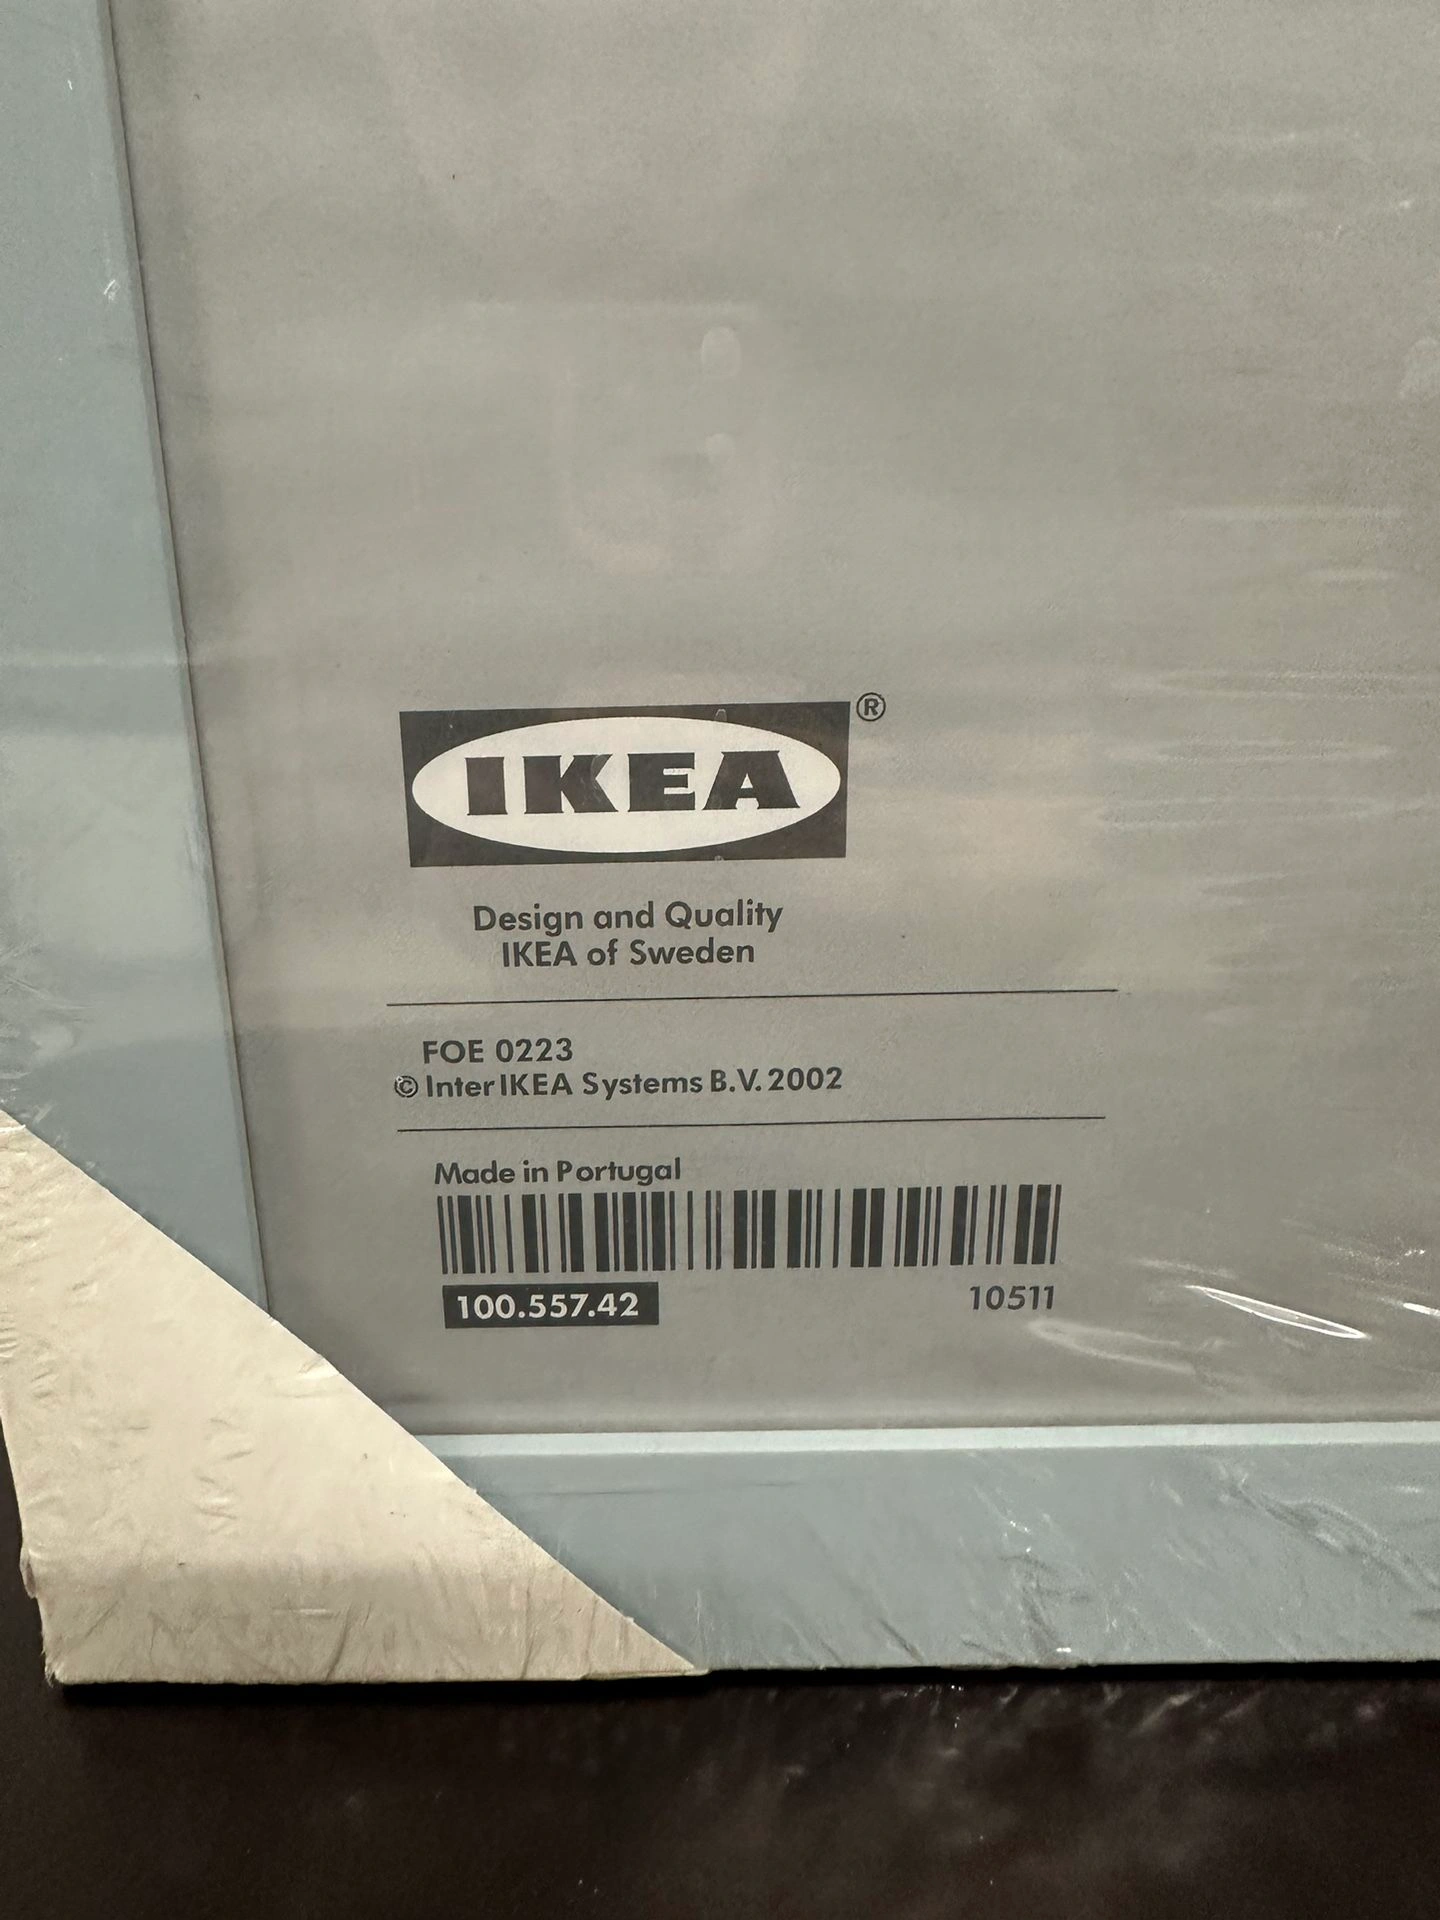 IKEA®
Design and Quality
IKEA of Sweden
FOE 0223
© Inter IKEA Systems B.V. 2002
Made in Portugal
100.557.42 10511